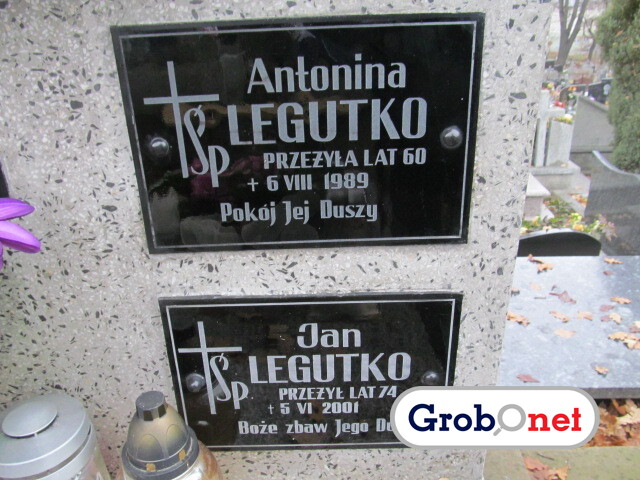 Antonina
Śp LEGUTKO
PRZEŻYŁA LAT 60
+ 6 VIII 1989
Pokój Jej Duszy
Jan
Śp LEGUTKO
PRZEŻYŁ LAT 74
+ 5 VI 2001
Boże zbaw Jego
Grobonet